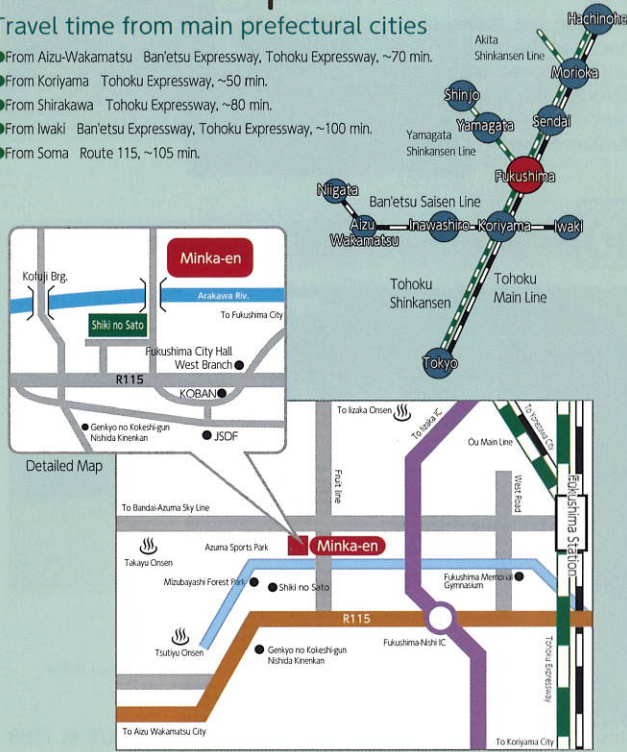 Travel time from main prefectural cities
●From Aizu-Wakamatsu Ban'etsu Expressway, Tohoku Expressway, ~70 min.
●From Koriyama Tohoku Expressway, ~50 min.
●From Shirakawa Tohoku Expressway, ~80 min.
●From Iwaki Ban'etsu Expressway, Tohoku Expressway, ~100 min.
●From Soma Route 115, ~105 min.
Hachinohe
Akita
Shinkansen Line
Morioka
Shinjo
Yamagata
Sendai
Yamagata
Shinkansen Line
Fukushima
Niigata
Ban'etsu Saisen Line
Aizu
Wakamatsu
Inawashiro
Koriyama
Iwaki
Tohoku
Shinkansen
Tohoku
Main Line
Tokyo
Minka-en
Kofuji Brg.
Arakawa Riv.
To Fukushima City
Shiki no Sato
Fukushima City Hall
West Branch
R115
KOBAN
Genkyo no Kokeshi-gun
Nishida Kinenkan
JSDF
Detailed Map
To Iizaka Onsen
To Iizaka IC
Ou Main Line
To Yonezawa City
Fruit line
West Road
Fukushima Station
To Bandai-Azuma Sky Line
Azuma Sports Park
Minka-en
Takayu Onsen
Mizubayashi Forest Park
Shiki no Sato
Fukushima Memorial
Gymnasium
R115
Tsutiyu Onsen
Fukushima-Nishi IC
Genkyo no Kokeshi-gun
Nishida Kinenkan
Tohoku Expressway
To Aizu Wakamatsu City
To Koriyama City